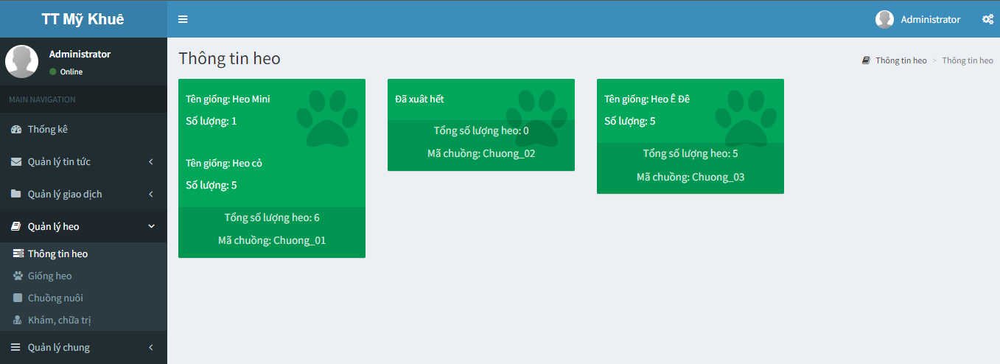 TT Mỹ Khuê
Administrator
Administrator
Online
MAIN NAVIGATION
Thống kê
Quản lý tin tức
Quản lý giao dịch
Quản lý heo
Thông tin heo
Giống heo
Chuồng nuôi
Khám, chữa trị
Quản lý chung
Thông tin heo
Thông tin heo > Thông tin heo
Tên giống: Heo Mini
Số lượng: 1
Tên giống: Heo cỏ
Số lượng: 5
Tổng số lượng heo: 6
Mã chuồng: Chuong_01
Đã xuât hết
Tổng số lượng heo: 0
Mã chuồng: Chuong_02
Tên giống: Heo Ê Đê
Số lượng: 5
Tổng số lượng heo: 5
Mã chuồng: Chuong_03